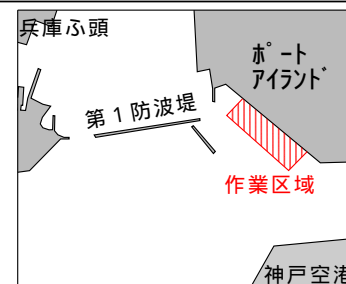 兵庫ふ頭
ポート
アイランド
第1防波堤
作業区域
神戸空港